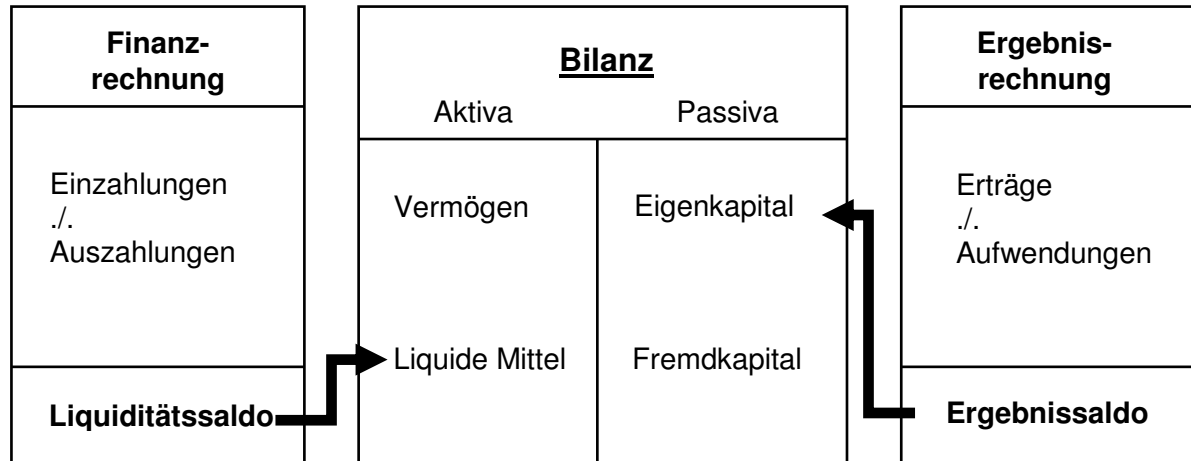 Finanz-
rechnung
Einzahlungen
./.
Auszahlungen
Liquiditätssaldo
Bilanz
Aktiva Passiva
Vermögen Eigenkapital
Liquide Mittel Fremdkapital
Ergebnis-
rechnung
Erträge
./.
Aufwendungen
Ergebnissaldo